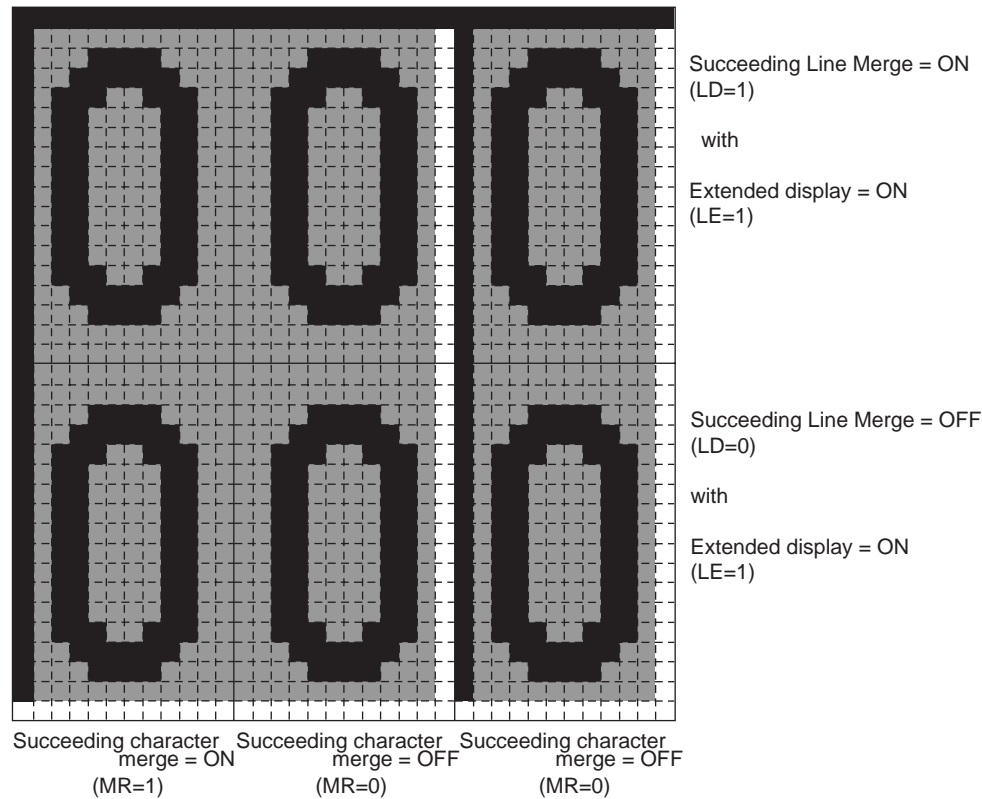 Succeeding Line Merge = ON
(LD=1)
with
Extended display = ON
(LE=1)
Succeeding Line Merge = OFF
(LD=0)
with
Extended display = ON
(LE=1)
Succeeding character
merge = ON
(MR=1)
Succeeding character
merge = OFF
(MR=0)
Succeeding character
merge = OFF
(MR=0)